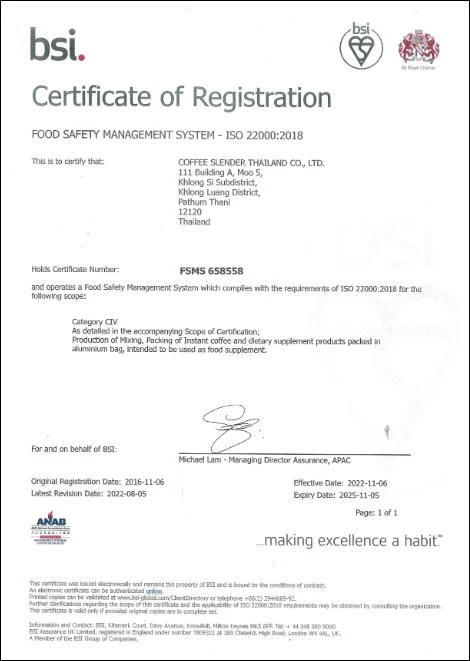 bsi.
bsi
By Royal Charter
Certificate of Registration
FOOD SAFETY MANAGEMENT SYSTEM - ISO 22000:2018
This is to certify that:
COFFEE SLENDER THAILAND CO., LTD.
111 Building A, Moo 5,
Khlong Si Subdistrict,
Khlong Luang District,
Pathum Thani
12120
Thailand
bsi
Holds Certificate Number:
FSMS 658558
and operates a Food Safety Management System which complies with the requirements of ISO 22000:2018 for the
following scope:
Category CIV
As detailed in the accompanying Scope of Certification;
Production of Mixing, Packing of Instant coffee and dietary supplement products packed in
aluminium bag, intended to be used as food supplement.
For and on behalf of BSI:
Michael Lam - Managing Director Assurance, APAC
Original Registration Date: 2016-11-06
Effective Date: 2022-11-06
Latest Revision Date: 2022-08-05
Expiry Date: 2025-11-05
Page: 1 of 1
ANAB
ACCREDITED
...making excellence a habit.™
This certificate was issued electronically and remains the property of BSI and is bound by the conditions of contract.
An electronic certificate can be authenticated online.
Printed copies can be validated at www.bsi-global.com/ClientDirectory or telephone +66(2) 2944889-92.
Further clarifications regarding the scope of this certificate and the applicability of ISO 22000:2018 requirements may be obtained by consulting the organization.
This certificate is valid only if provided original copies are in complete set.
Information and Contact: BSI, Kitemark Court, Davy Avenue, Knowlhill, Milton Keynes MK5 8PP. Tel: + 44 345 080 9000
BSI Assurance UK Limited, registered in England under number 7805321 at 389 Chiswick High Road, London W4 4AL, UK.
A Member of the BSI Group of Companies.